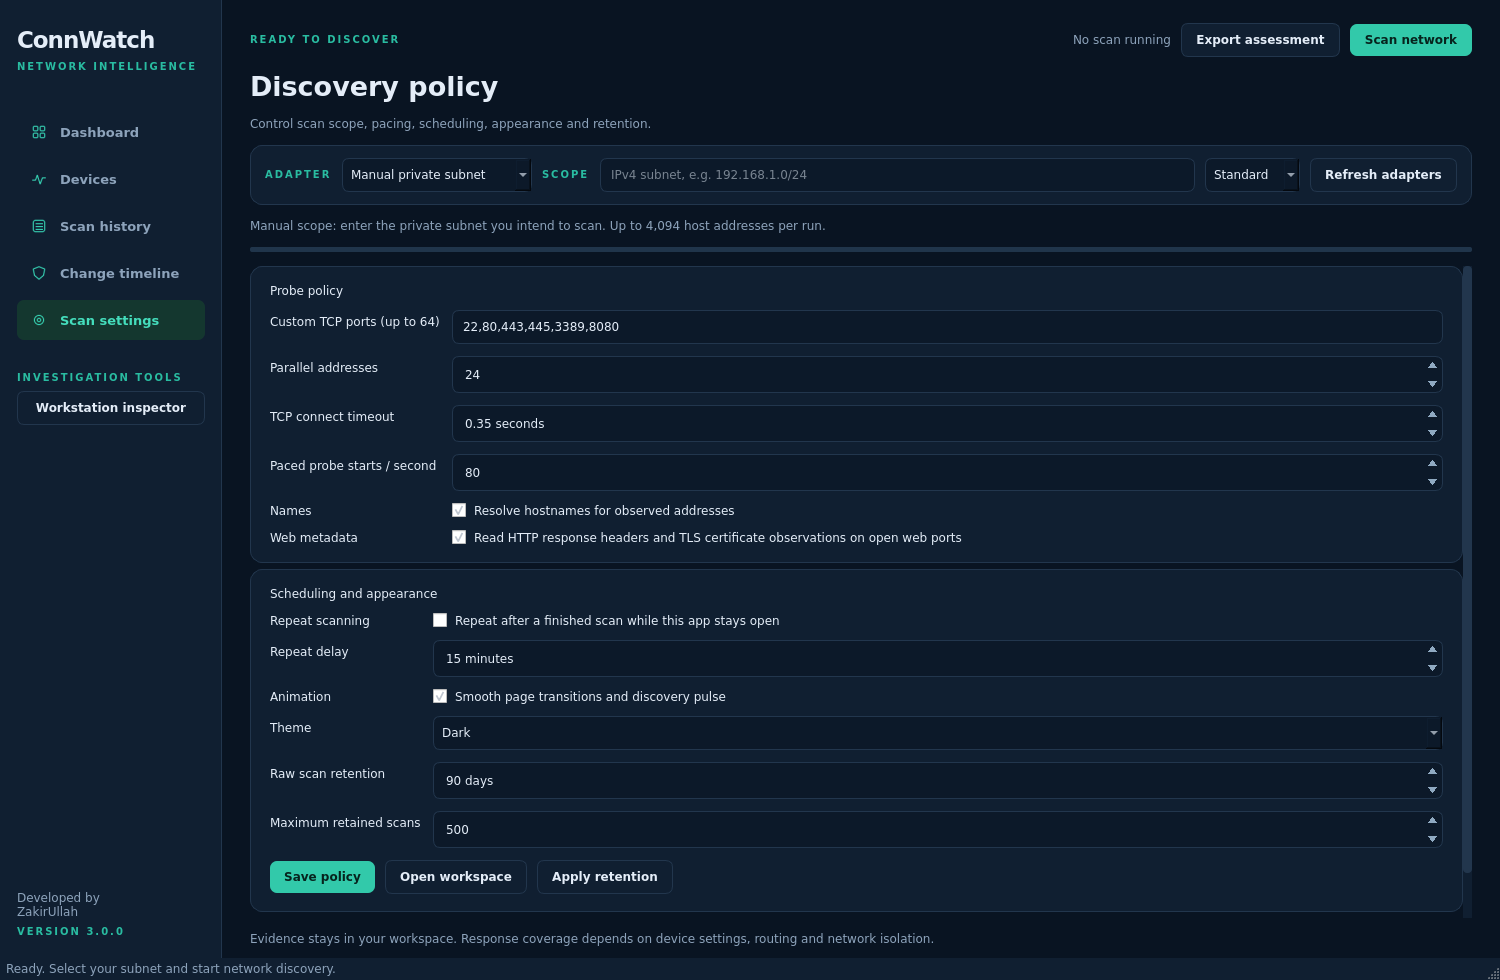 ConnWatch
NETWORK INTELLIGENCE
Dashboard
Devices
Scan history
Change timeline
Scan settings
INVESTIGATION TOOLS
Workstation inspector
Developed by
ZakirUllah
VERSION 3.0.0
READY TO DISCOVER
No scan running
Export assessment
Scan network
Discovery policy
Control scan scope, pacing, scheduling, appearance and retention.
ADAPTER
Manual private subnet
SCOPE
IPv4 subnet, e.g. 192.168.1.0/24
Standard
Refresh adapters
Manual scope: enter the private subnet you intend to scan. Up to 4,094 host addresses per run.
Probe policy
Custom TCP ports (up to 64)
22,80,443,445,3389,8080
Parallel addresses
24
TCP connect timeout
0.35 seconds
Paced probe starts / second
80
Names
Resolve hostnames for observed addresses
Web metadata
Read HTTP response headers and TLS certificate observations on open web ports
Scheduling and appearance
Repeat scanning
Repeat after a finished scan while this app stays open
Repeat delay
15 minutes
Animation
Smooth page transitions and discovery pulse
Theme
Dark
Raw scan retention
90 days
Maximum retained scans
500
Save policy
Open workspace
Apply retention
Evidence stays in your workspace. Response coverage depends on device settings, routing and network isolation.
Ready. Select your subnet and start network discovery.